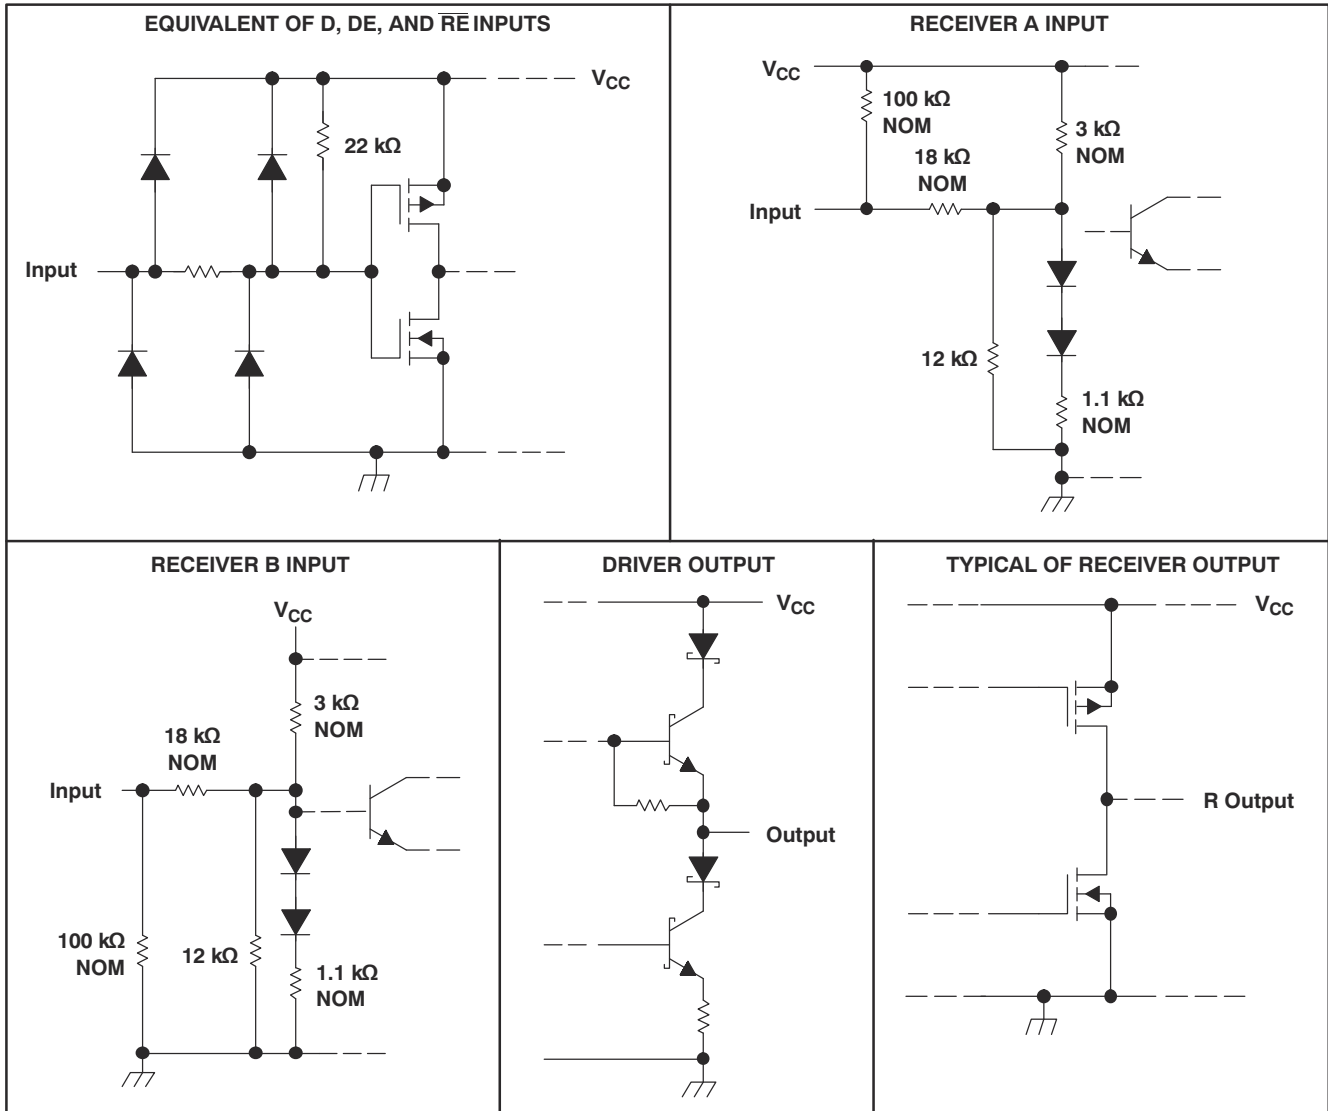 EQUIVALENT OF D, DE, AND R̅E̅ INPUTS
VCC
22 kΩ
Input
RECEIVER A INPUT
VCC
100 kΩ
NOM
3 kΩ
NOM
18 kΩ
NOM
Input
12 kΩ
1.1 kΩ
NOM
RECEIVER B INPUT
VCC
3 kΩ
NOM
18 kΩ
NOM
Input
100 kΩ
NOM
12 kΩ
1.1 kΩ
NOM
DRIVER OUTPUT
VCC
Output
TYPICAL OF RECEIVER OUTPUT
VCC
R Output